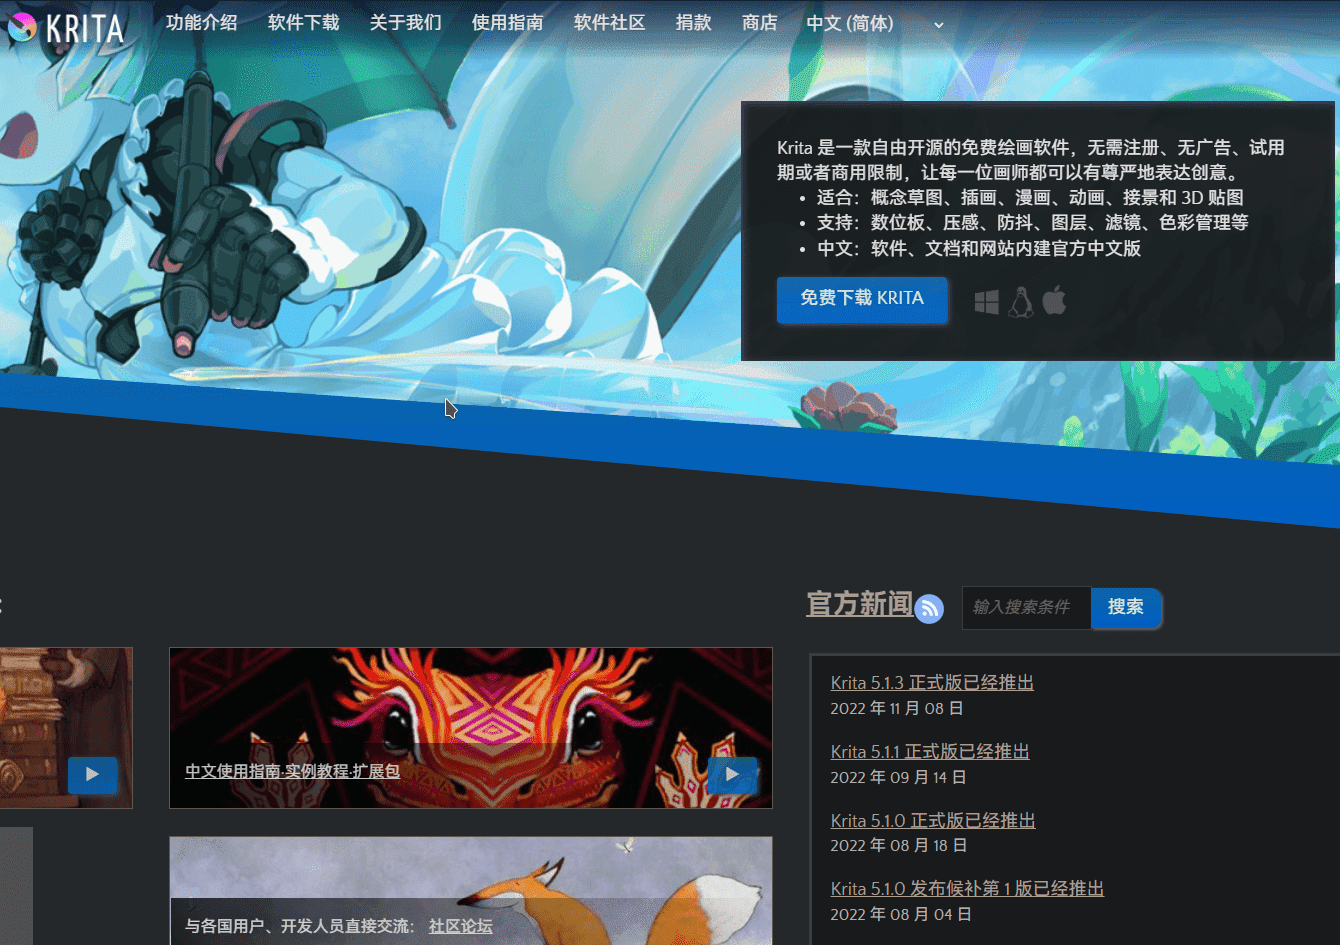 KRITA 功能介绍 软件下载 关于我们 使用指南 软件社区 捐款 商店 中文 (简体)
Krita 是一款自由开源的免费绘画软件，无需注册、无广告、试用
期或者商用限制，让每一位画师都可以有尊严地表达创意。
• 适合：概念草图、插画、漫画、动画、接景和 3D 贴图
• 支持：数位板、压感、防抖、图层、滤镜、色彩管理等
• 中文：软件、文档和网站内建官方中文版
免费下载 KRITA
中文使用指南·实例教程·扩展包
与各国用户、开发人员直接交流： 社区论坛
官方新闻 输入搜索条件 搜索
Krita 5.1.3 正式版已经推出
2022 年 11 月 08 日
Krita 5.1.1 正式版已经推出
2022 年 09 月 14 日
Krita 5.1.0 正式版已经推出
2022 年 08 月 18 日
Krita 5.1.0 发布候补第 1 版已经推出
2022 年 08 月 04 日